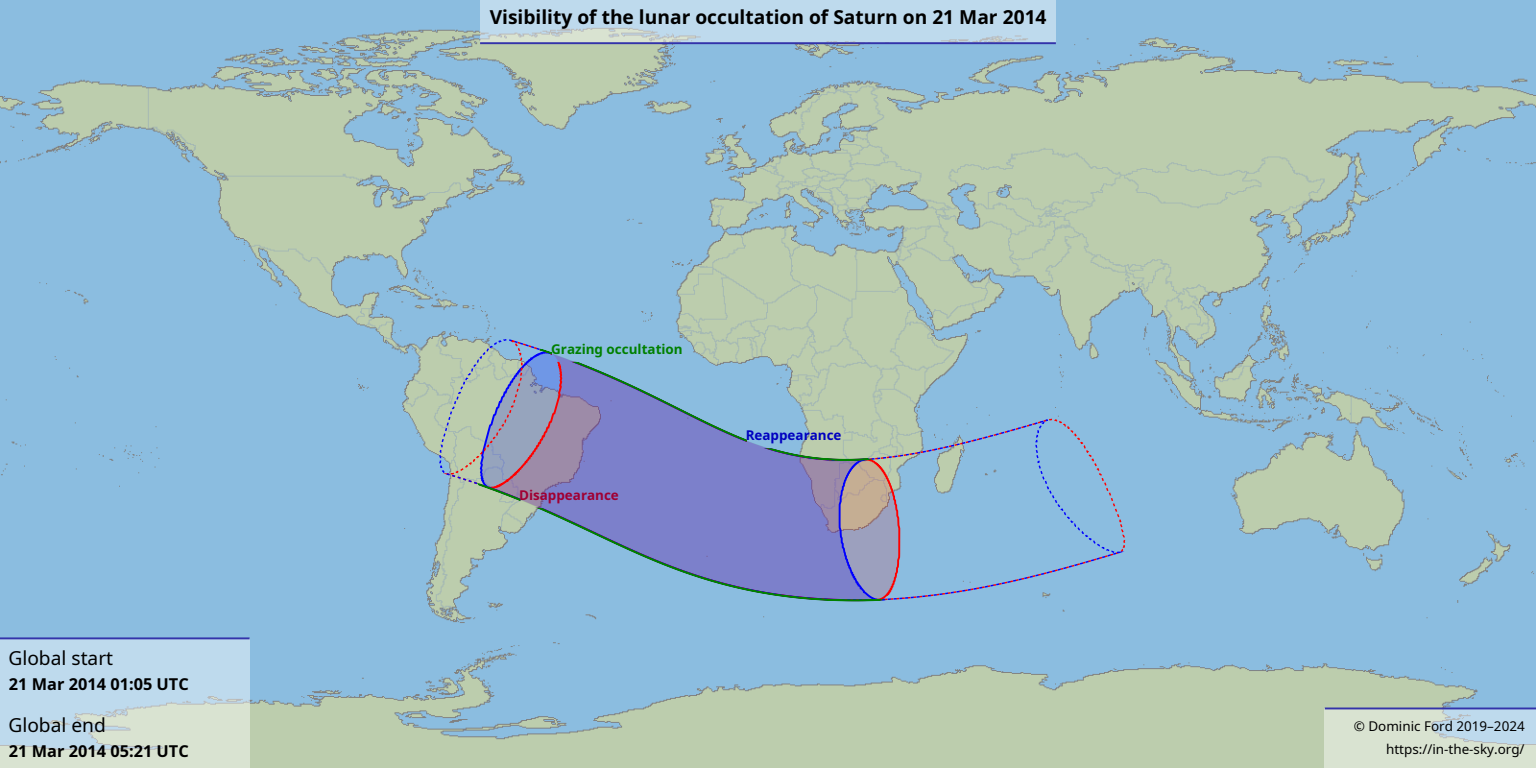 Visibility of the lunar occultation of Saturn on 21 Mar 2014
Grazing occultation
Reappearance
Disappearance
Global start
21 Mar 2014 01:05 UTC
Global end
21 Mar 2014 05:21 UTC
© Dominic Ford 2019–2024
https://in-the-sky.org/